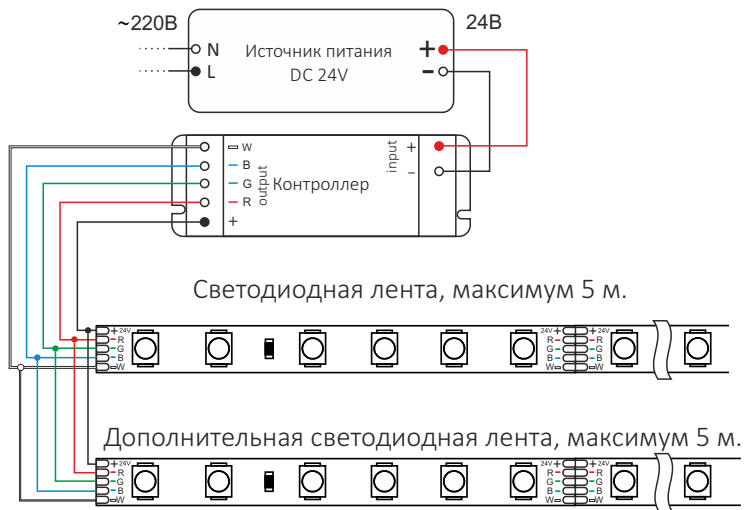 ~220В
24В
N
L
Источник питания
DC 24V
+
–
W
B
G
R
+
output
Контроллер
input
+
–
Светодиодная лента, максимум 5 м.
+ 24V
R
G
B
W
24V +
R
G
B
W
+ 24V
R
G
B
W
Дополнительная светодиодная лента, максимум 5 м.
+ 24V
R
G
B
W
24V +
R
G
B
W
+ 24V
R
G
B
W